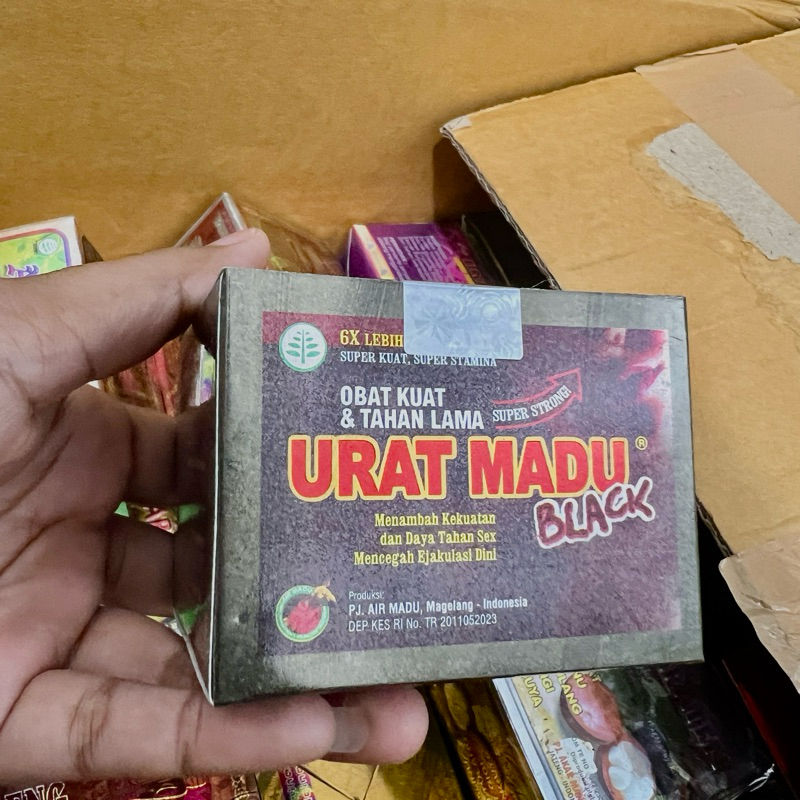 6X LEBIH
SUPER KUAT, SUPER STAMINA
OBAT KUAT
& TAHAN LAMA
SUPER STRONG!
URAT MADU®
BLACK
Menambah Kekuatan
dan Daya Tahan Sex
Mencegah Ejakulasi Dini
Produksi:
PJ. AIR MADU, Magelang - Indonesia
DEP KES RI No. TR 2011052023